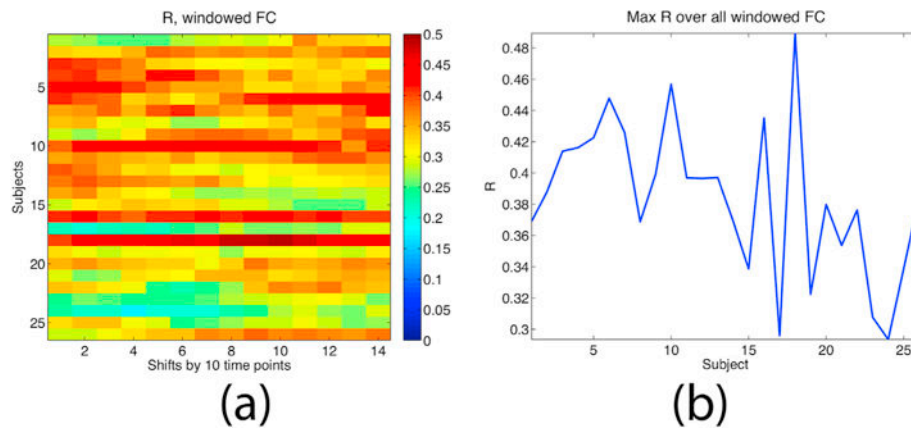 R, windowed FC
Subjects
5
10
15
20
25
2 4 6 8 10 12 14
Shifts by 10 time points
0.5
0.45
0.4
0.35
0.3
0.25
0.2
0.15
0.1
0.05
0
(a)
Max R over all windowed FC
R
0.48
0.46
0.44
0.42
0.4
0.38
0.36
0.34
0.32
0.3
5 10 15 20 25
Subject
(b)